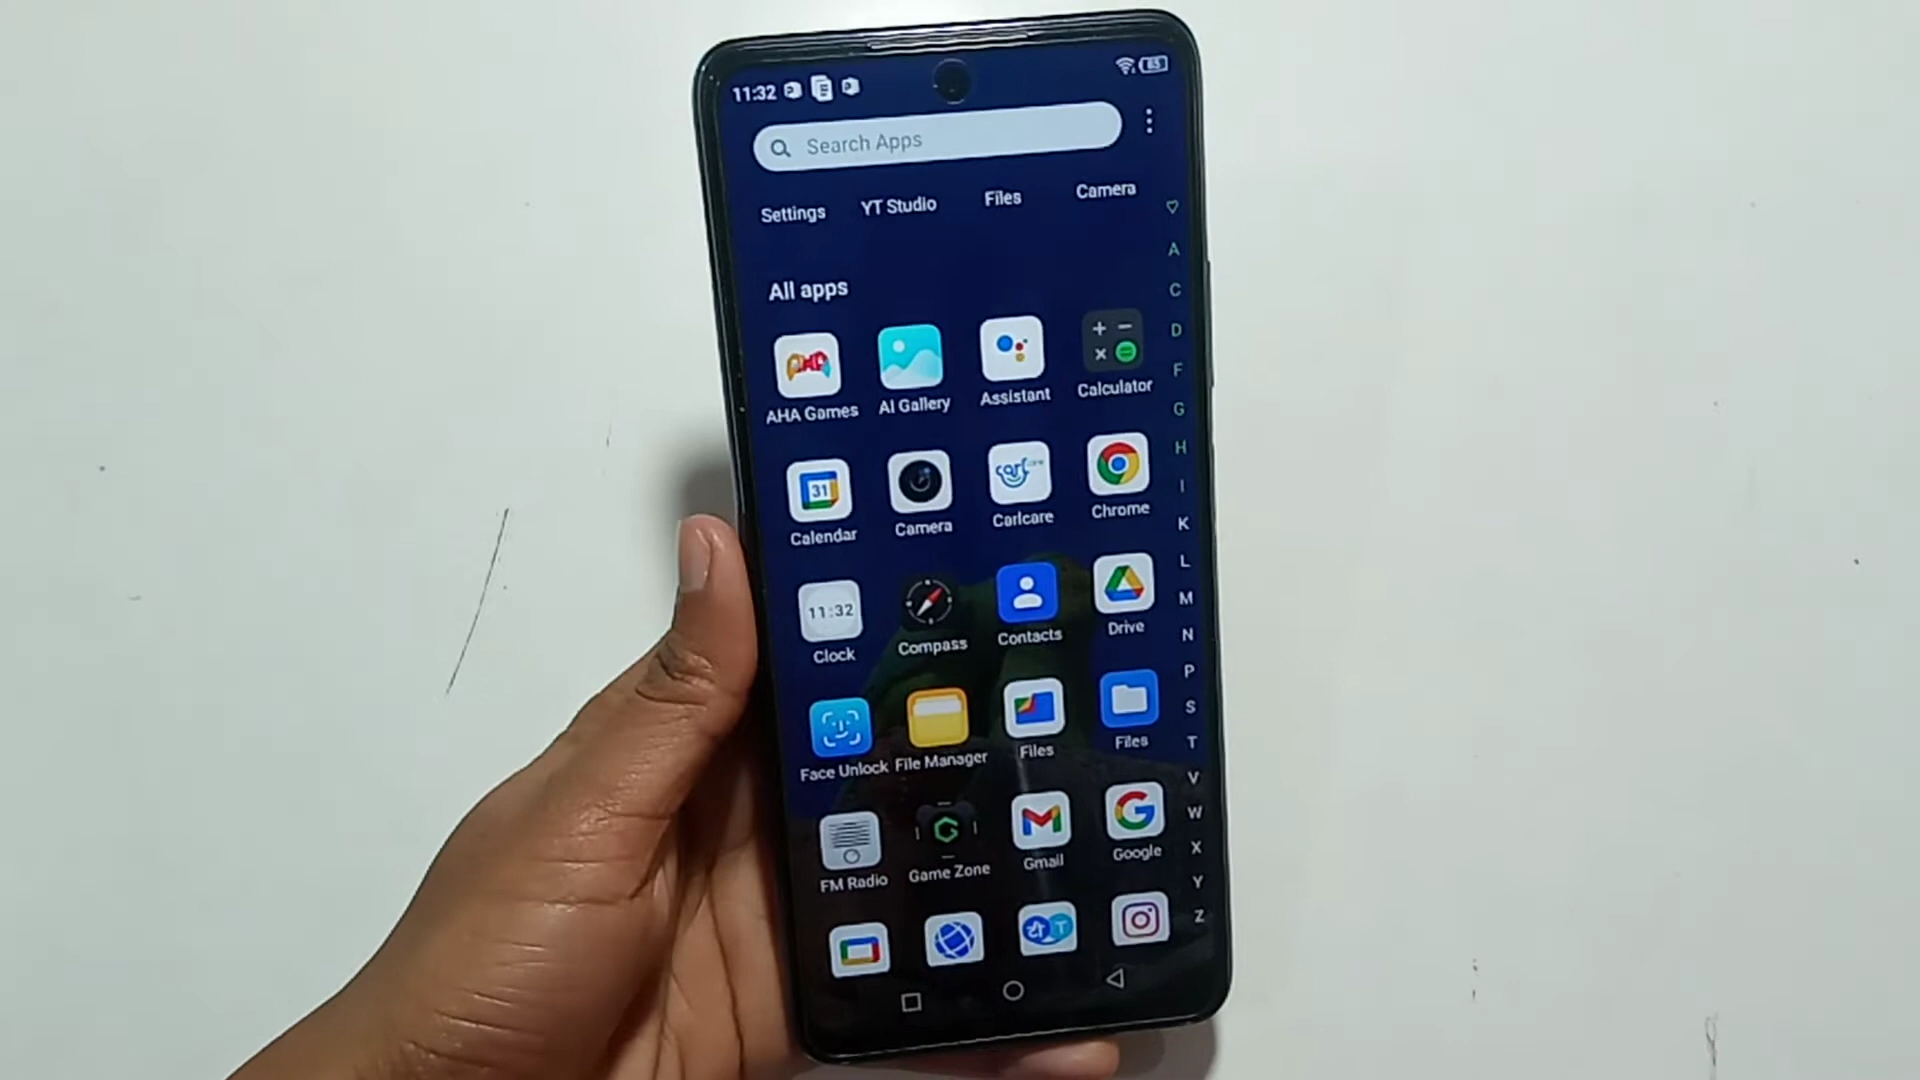 11:32
63
Search Apps
Settings YT Studio Files Camera
All apps
AHA Games AI Gallery Assistant Calculator
31
carlcare
Calendar Camera Carlcare Chrome
11:32
Clock Compass Contacts Drive
Face Unlock File Manager Files Files
FM Radio Game Zone Gmail Google
A
C
D
F
G
H
I
K
L
M
N
P
S
T
V
W
X
Y
Z